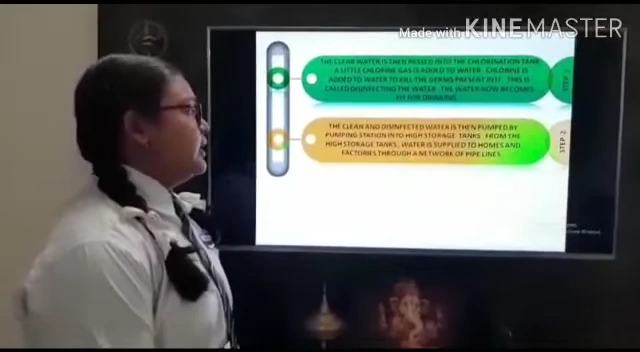 Made with KINEMASTER
THE CLEAR WATER IS THEN PASSED INTO THE CHLORINATION TANK
A LITTLE CHLORINE GAS IS ADDED TO WATER. CHLORINE IS
ADDED TO WATER TO KILL THE GERMS PRESENT IN IT. THIS IS
CALLED DISINFECTING THE WATER. THE WATER NOW BECOMES
FIT FOR DRINKING.
STEP
THE CLEAN AND DISINFECTED WATER IS THEN PUMPED BY
PUMPING STATION INTO HIGH STORAGE TANKS. FROM THE
HIGH STORAGE TANKS, WATER IS SUPPLIED TO HOMES AND
FACTORIES THROUGH A NETWORK OF PIPE LINES.
STEP 2